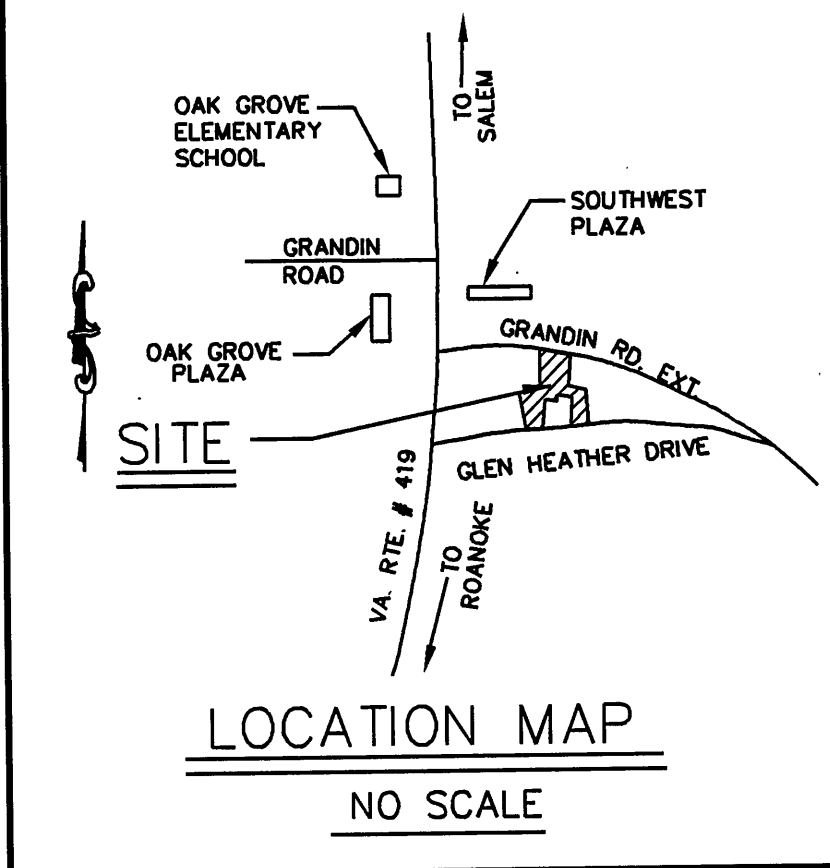 OAK GROVE
ELEMENTARY
SCHOOL
TO
SALEM
SOUTHWEST
PLAZA
GRANDIN
ROAD
OAK GROVE
PLAZA
GRANDIN RD. EXT.
SITE
GLEN HEATHER DRIVE
VA. RTE. # 419
TO
ROANOKE
LOCATION MAP
NO SCALE